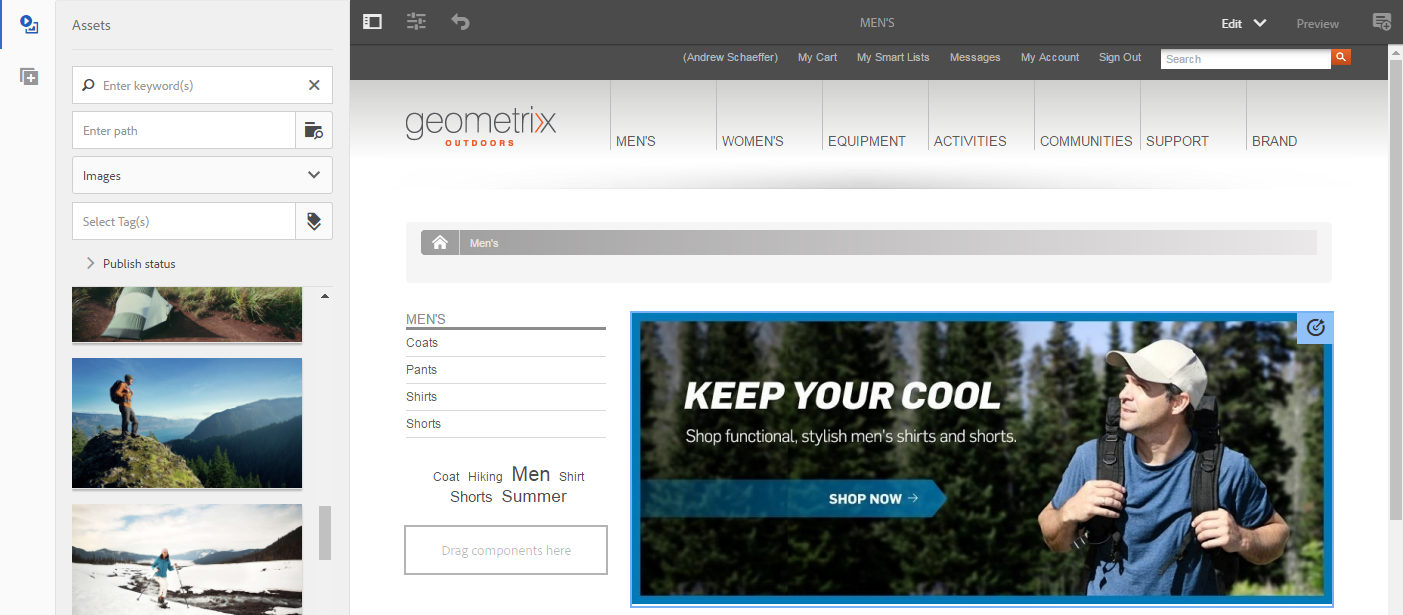 Assets
Enter keyword(s)
Enter path
Images
Select Tag(s)
Publish status
MEN'S
Edit
Preview
(Andrew Schaeffer) My Cart My Smart Lists Messages My Account Sign Out Search
geometrixx
OUTDOORS
MEN'S WOMEN'S EQUIPMENT ACTIVITIES COMMUNITIES SUPPORT BRAND
Men's
MEN'S
Coats
Pants
Shirts
Shorts
Coat Hiking Men Shirt
Shorts Summer
Drag components here
KEEP YOUR COOL
Shop functional, stylish men's shirts and shorts.
SHOP NOW →